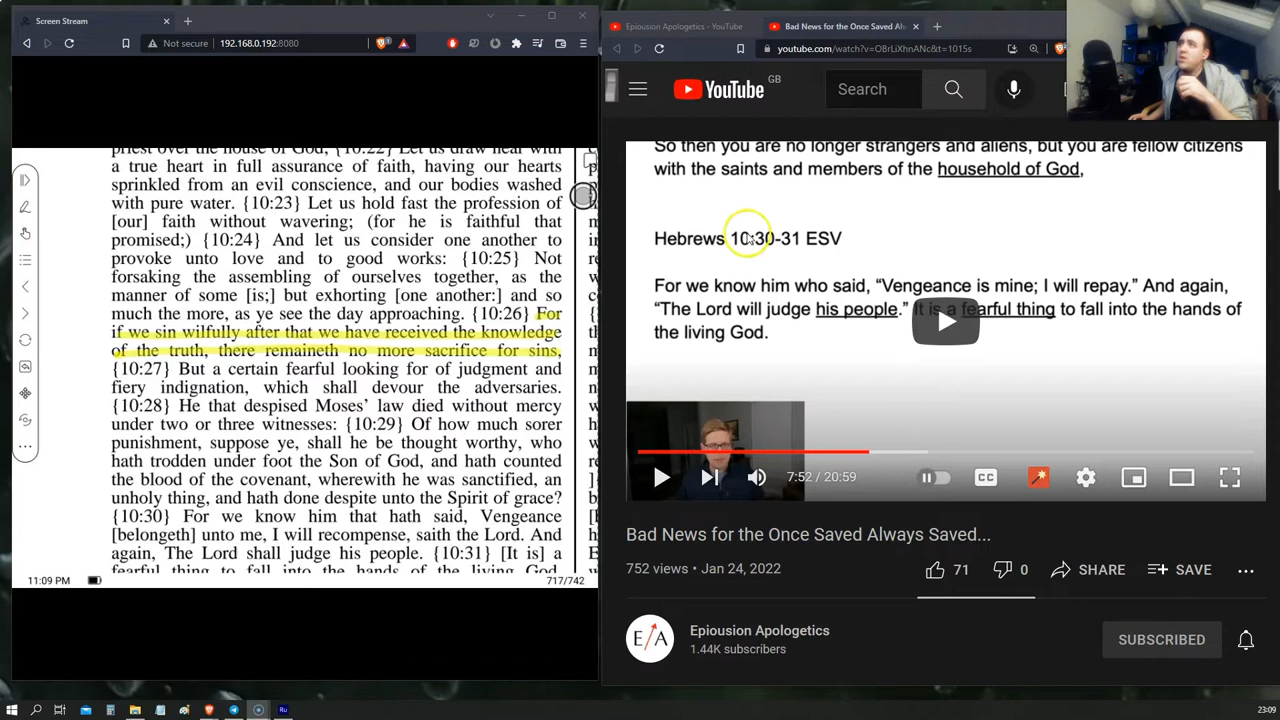 Screen Stream
Not secure
192.168.0.192:8080
priest over the house of God; {10:22} Let us draw near with
a true heart in full assurance of faith, having our hearts
sprinkled from an evil conscience, and our bodies washed
with pure water. {10:23} Let us hold fast the profession of
[our] faith without wavering; (for he is faithful that
promised;) {10:24} And let us consider one another to
provoke unto love and to good works: {10:25} Not
forsaking the assembling of ourselves together, as the
manner of some [is;] but exhorting [one another:] and so
much the more, as ye see the day approaching. {10:26} For
if we sin wilfully after that we have received the knowledge
of the truth, there remaineth no more sacrifice for sins,
{10:27} But a certain fearful looking for of judgment and
fiery indignation, which shall devour the adversaries.
{10:28} He that despised Moses' law died without mercy
under two or three witnesses: {10:29} Of how much sorer
punishment, suppose ye, shall he be thought worthy, who
hath trodden under foot the Son of God, and hath counted
the blood of the covenant, wherewith he was sanctified, an
unholy thing, and hath done despite unto the Spirit of grace?
{10:30} For we know him that hath said, Vengeance
[belongeth] unto me, I will recompense, saith the Lord. And
again, The Lord shall judge his people. {10:31} [It is] a
fearful thing to fall into the hands of the living God.
11:09 PM
717/742
Epiousion Apologetics - YouTube
Bad News for the Once Saved Alw
youtube.com/watch?v=OBrLiXhnANc&t=1015s
YouTube
GB
Search
So then you are no longer strangers and aliens, but you are fellow citizens
with the saints and members of the household of God,
Hebrews 10:30-31 ESV
For we know him who said, “Vengeance is mine; I will repay.” And again,
“The Lord will judge his people.” It is a fearful thing to fall into the hands of
the living God.
7:52 / 20:59
CC
Bad News for the Once Saved Always Saved...
752 views • Jan 24, 2022
71
0
SHARE
SAVE
E/A
Epiousion Apologetics
1.44K subscribers
SUBSCRIBED
Ru
23:09